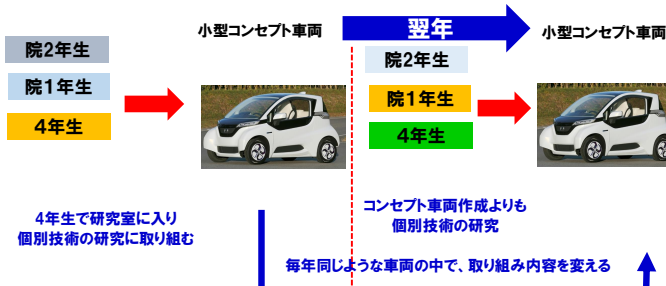 小型コンセプト車両
翌年
小型コンセプト車両
院2年生
院1年生
4年生
院2年生
院1年生
4年生
4年生で研究室に入り
個別技術の研究に取り組む
コンセプト車両作成よりも
個別技術の研究
毎年同じような車両の中で、取り組み内容を変える